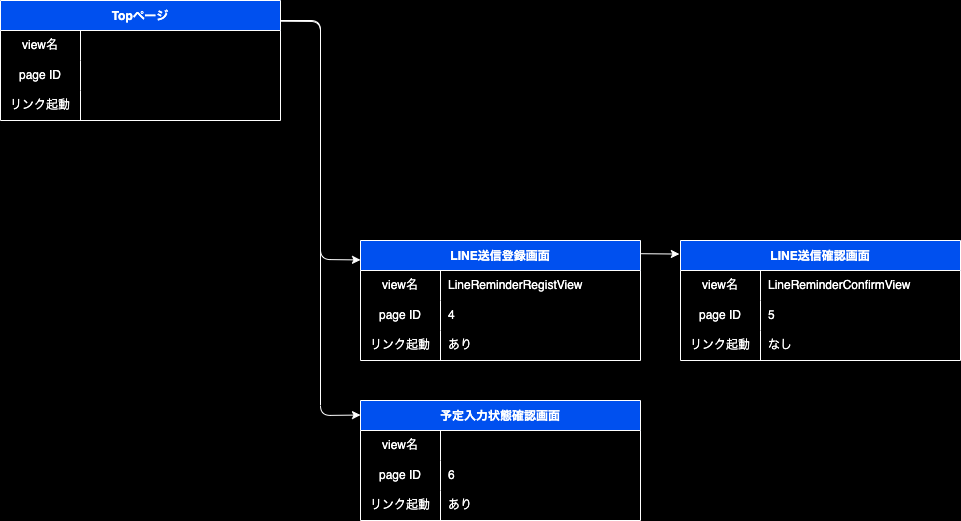 Topページ
view名
page ID
リンク起動
LINE送信登録画面
view名 LineReminderRegistView
page ID 4
リンク起動 あり
LINE送信確認画面
view名 LineReminderConfirmView
page ID 5
リンク起動 なし
予定入力状態確認画面
view名
page ID 6
リンク起動 あり